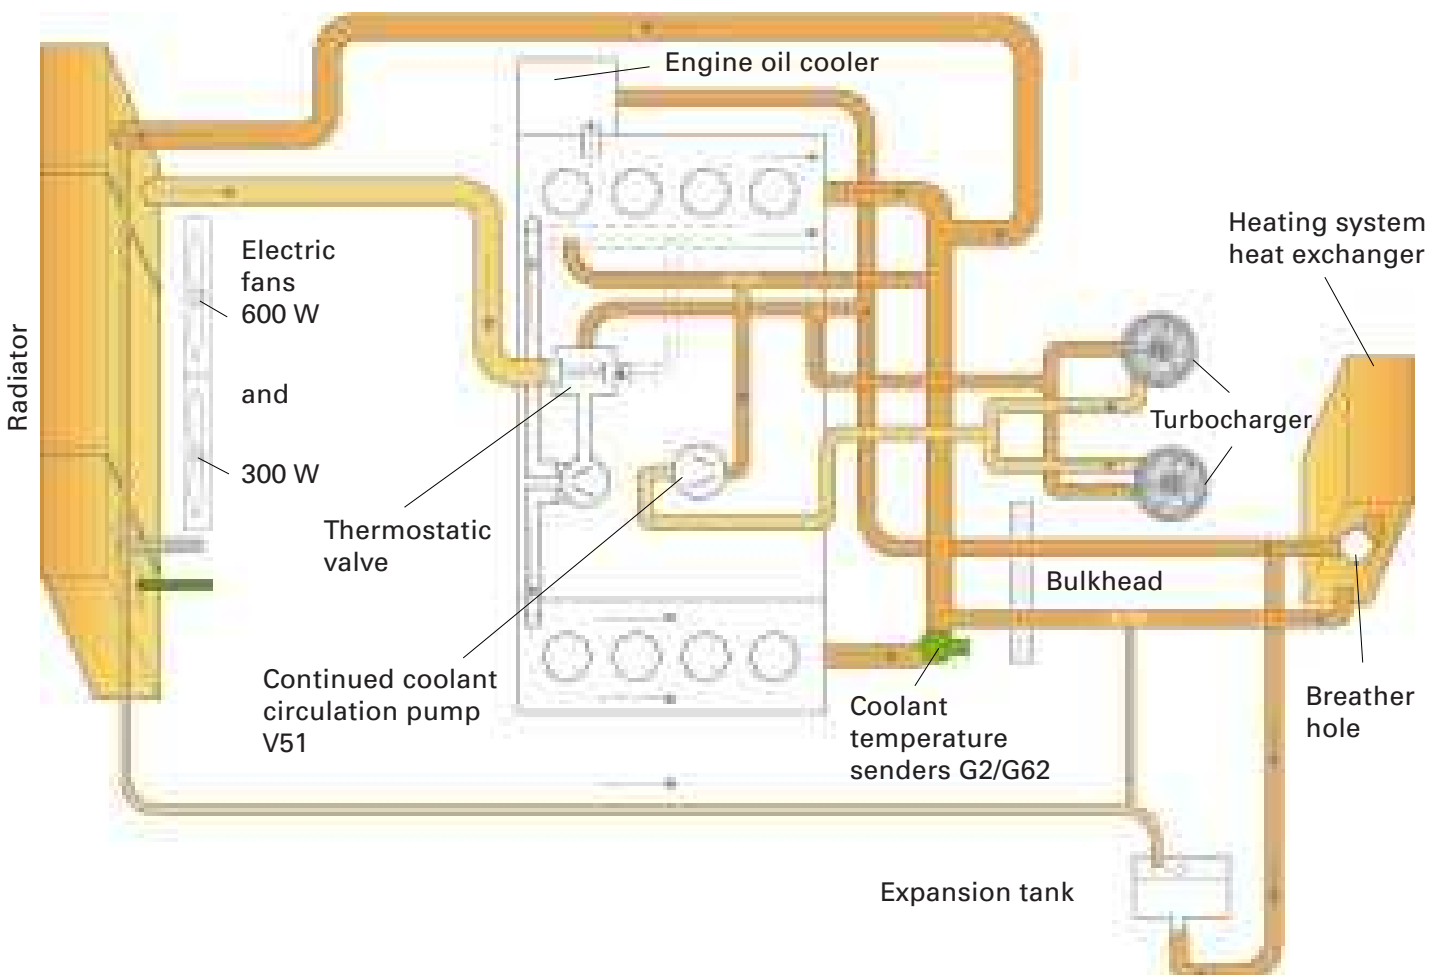 Engine oil cooler
Radiator
Electric
fans
600 W
and
300 W
Heating system
heat exchanger
Turbocharger
Thermostatic
valve
Bulkhead
Continued coolant
circulation pump
V51
Coolant
temperature
senders G2/G62
Breather
hole
Expansion tank